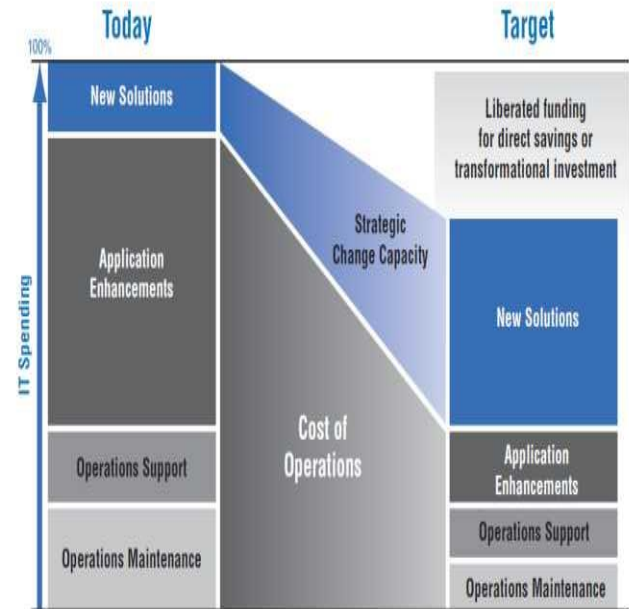 Today
Target
100%
New Solutions
Liberated funding
for direct savings or
transformational investment
Application
Enhancements
Strategic
Change Capacity
New Solutions
IT Spending
Cost of
Operations
Operations Support
Application
Enhancements
Operations Support
Operations Maintenance
Operations Maintenance